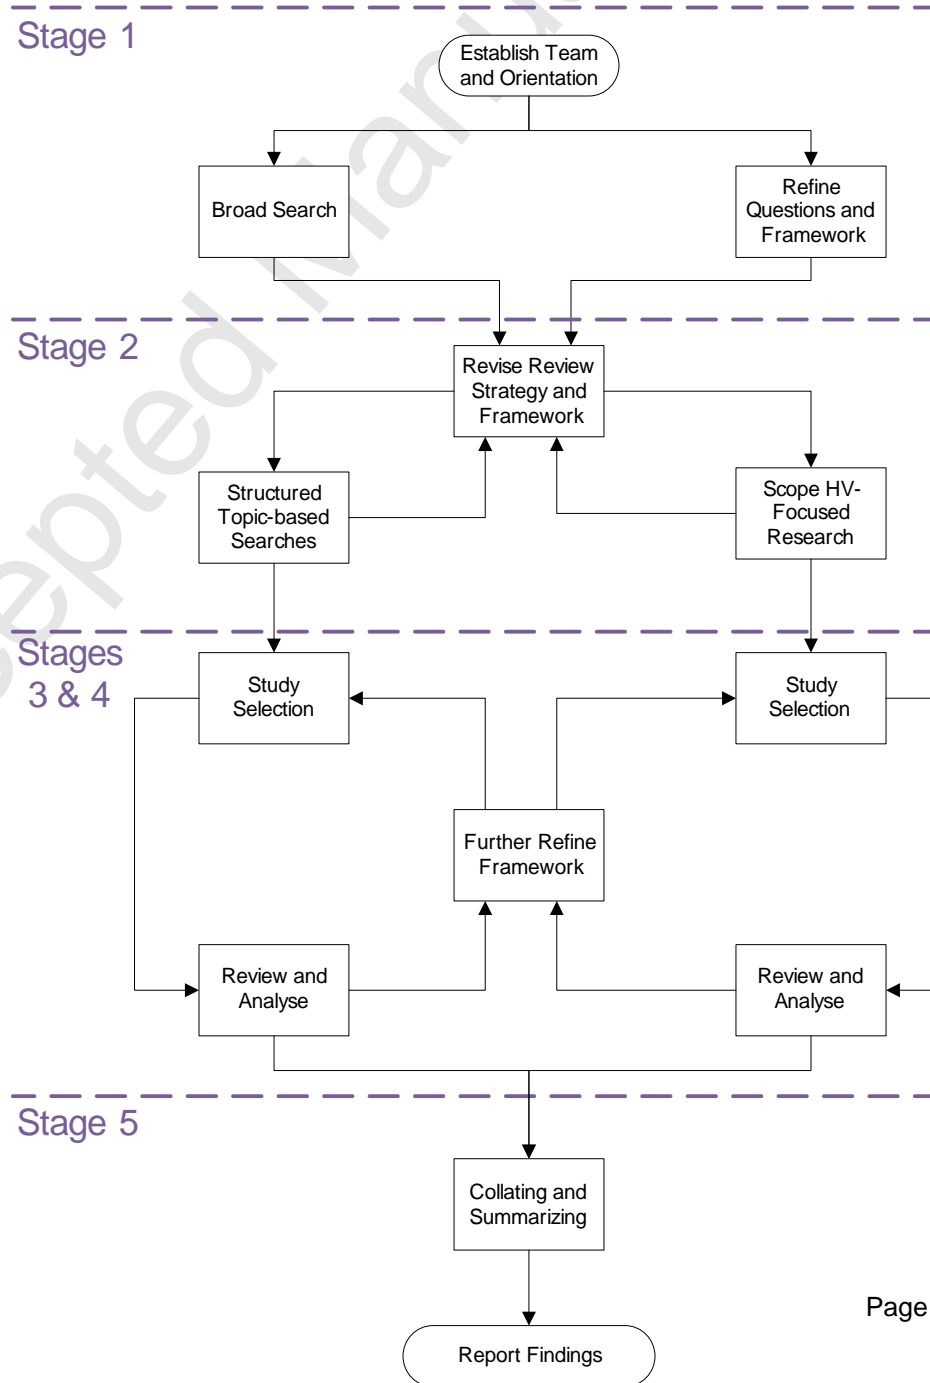 Stage 1
Establish Team
and Orientation
Broad Search
Refine
Questions and
Framework
Stage 2
Revise Review
Strategy and
Framework
Structured
Topic-based
Searches
Scope HV-
Focused
Research
Stages
3 & 4
Study
Selection
Study
Selection
Further Refine
Framework
Review and
Analyse
Review and
Analyse
Stage 5
Collating and
Summarizing
Page
Report Findings
cepted Manu